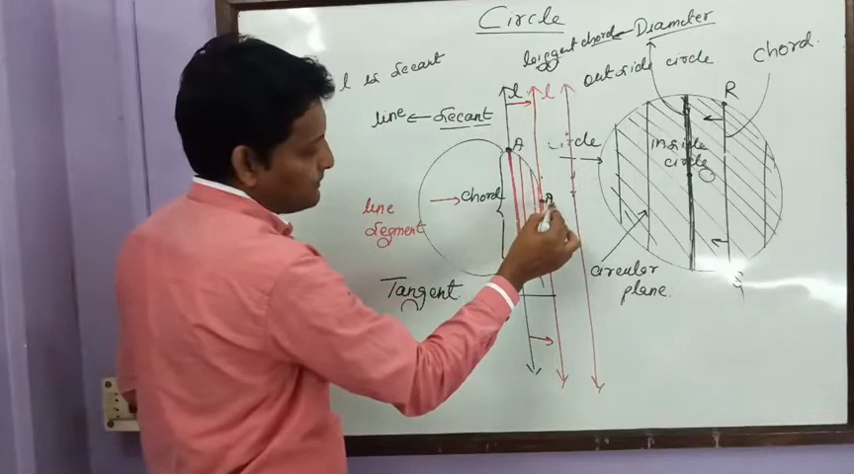 Circle
longest chord ← Diameter
l is secant
outside circle
chord
l
l
R
line ← secant
circle
A
inside
circle
chord
line
segment
circular
plane
Tangent
S